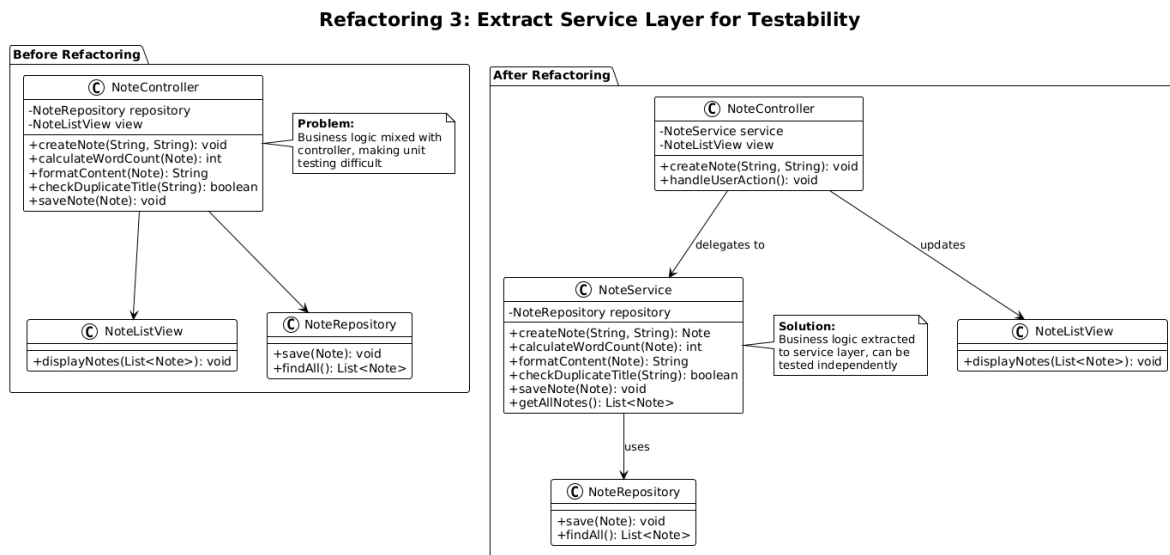 Refactoring 3: Extract Service Layer for Testability
Before Refactoring
C NoteController
-NoteRepository repository
-NoteListView view
+createNote(String, String): void
+calculateWordCount(Note): int
+formatContent(Note): String
+checkDuplicateTitle(String): boolean
+saveNote(Note): void
Problem:
Business logic mixed with
controller, making unit
testing difficult
C NoteListView
+displayNotes(List<Note>): void
C NoteRepository
+save(Note): void
+findAll(): List<Note>
After Refactoring
C NoteController
-NoteService service
-NoteListView view
+createNote(String, String): void
+handleUserAction(): void
delegates to
updates
C NoteService
-NoteRepository repository
+createNote(String, String): Note
+calculateWordCount(Note): int
+formatContent(Note): String
+checkDuplicateTitle(String): boolean
+saveNote(Note): void
+getAllNotes(): List<Note>
Solution:
Business logic extracted
to service layer, can be
tested independently
C NoteListView
+displayNotes(List<Note>): void
uses
C NoteRepository
+save(Note): void
+findAll(): List<Note>